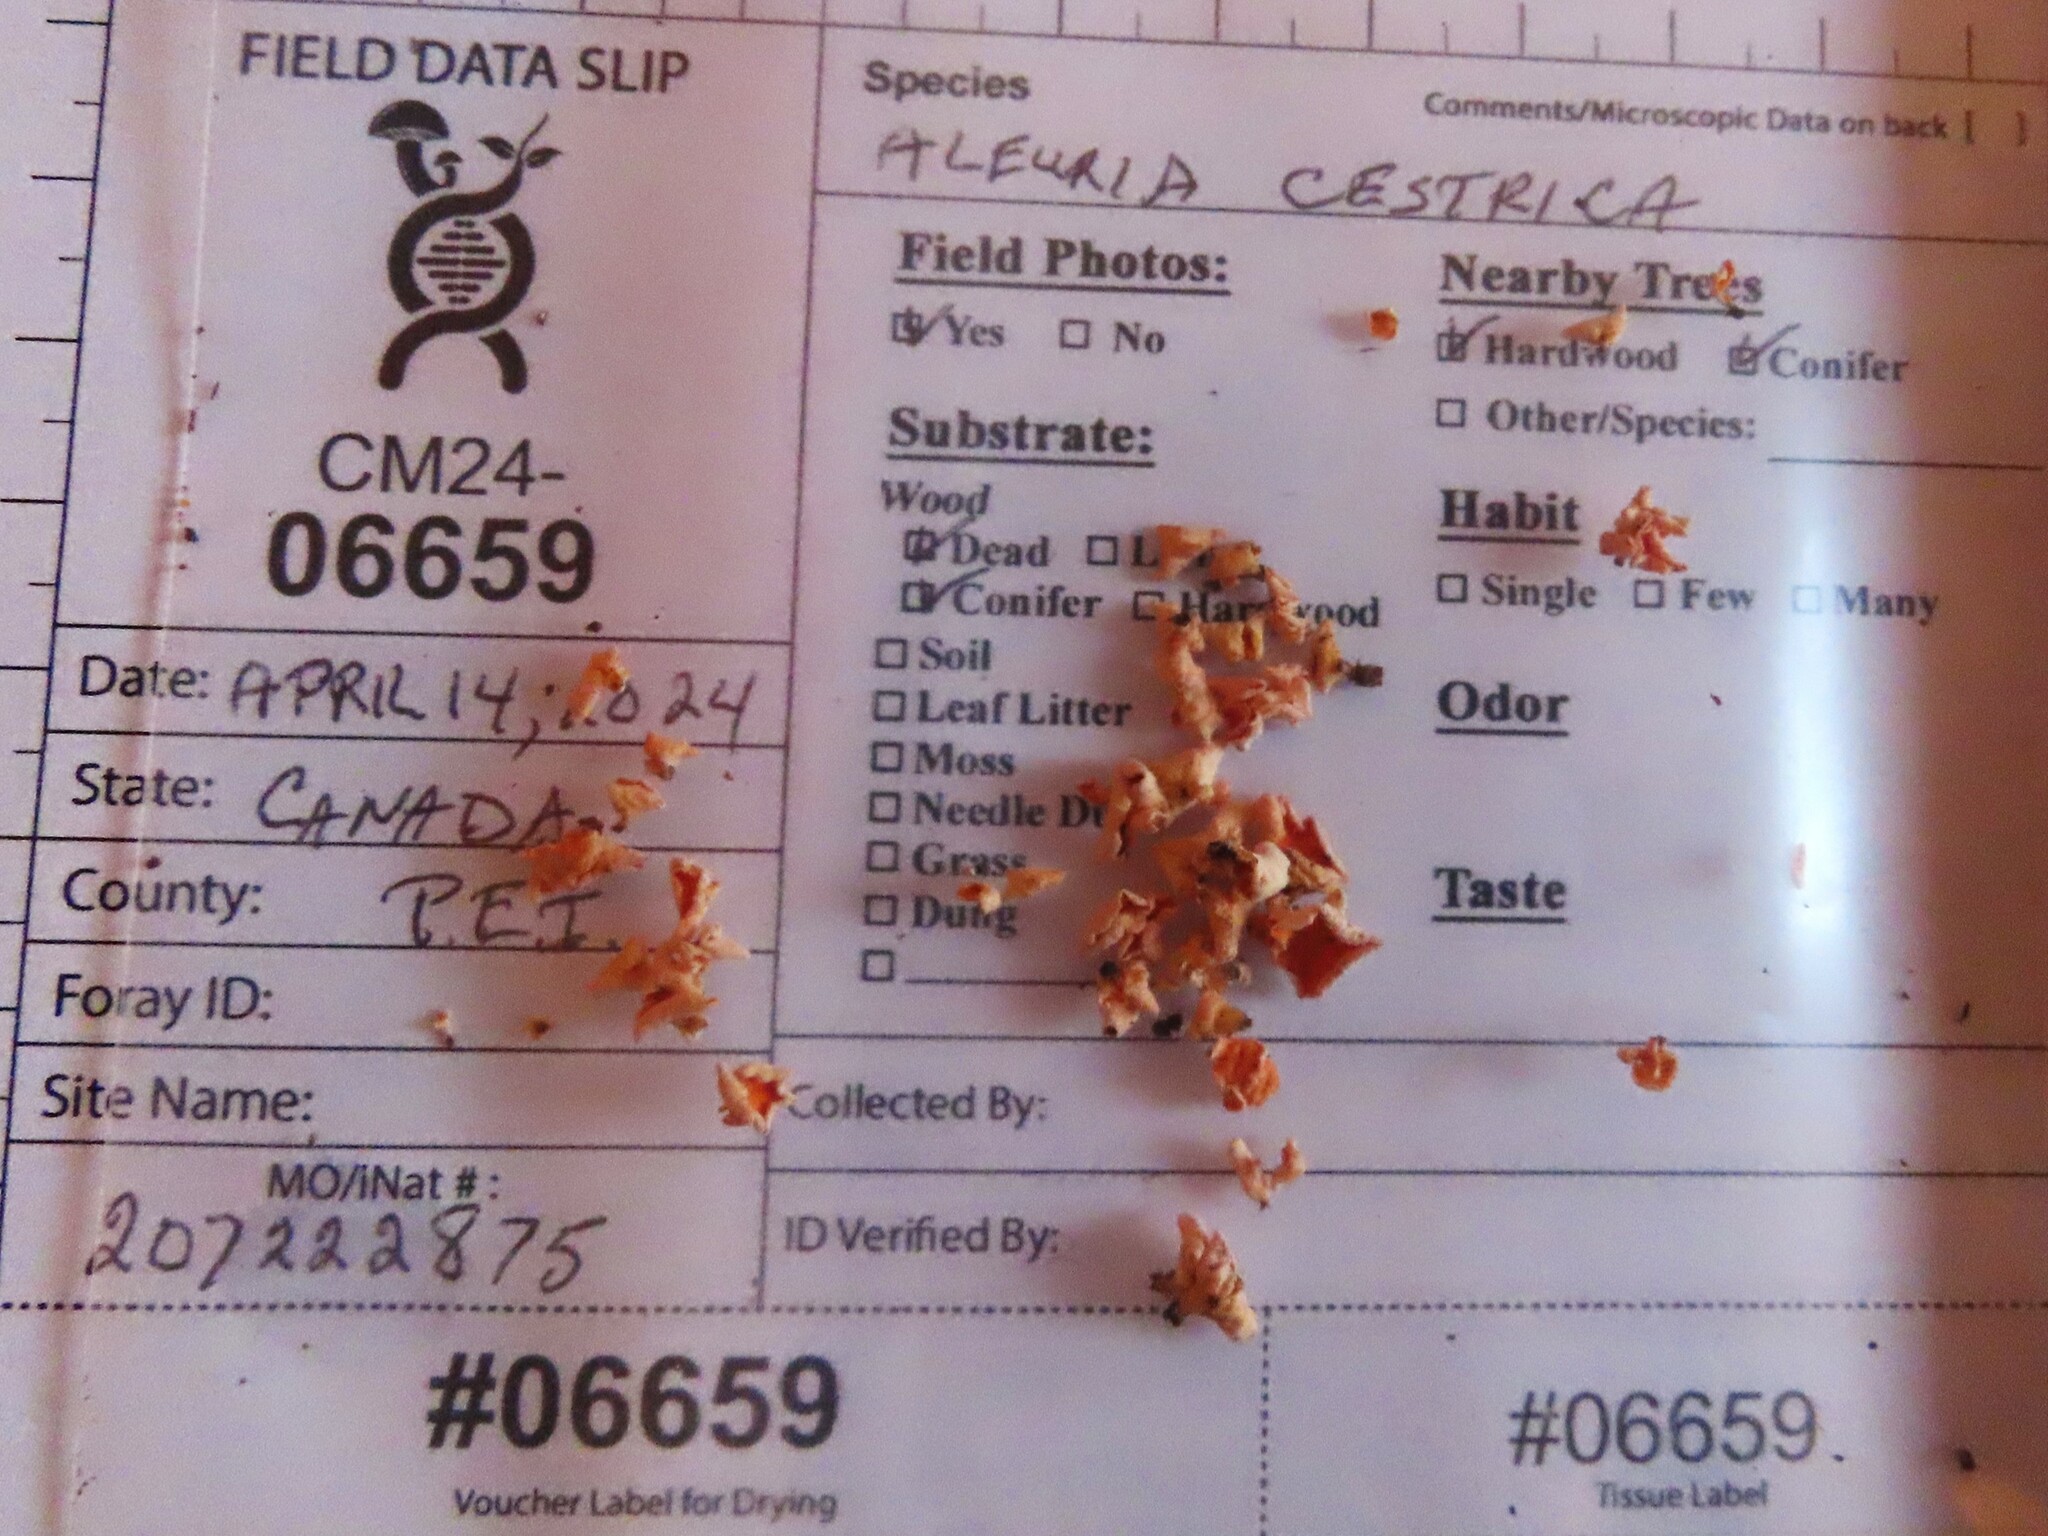 FIELD DATA SLIP
CM24-
06659
Date: APRIL 14, 2024
State: CANADA
County: P.E.I.
Foray ID:
Site Name:
MO/iNat #:
207222875
Species
Comments/Microscopic Data on back [ ]
ALEURIA CESTRICA
Field Photos:
Yes No
Substrate:
Wood
Dead
Conifer Hardwood
Soil
Leaf Litter
Moss
Needle
Grass
Dung
Nearby Trees
Hardwood Conifer
Other/Species:
Habit
Single Few Many
Odor
Taste
Collected By:
ID Verified By:
#06659
Voucher Label for Drying
#06659
Tissue Label